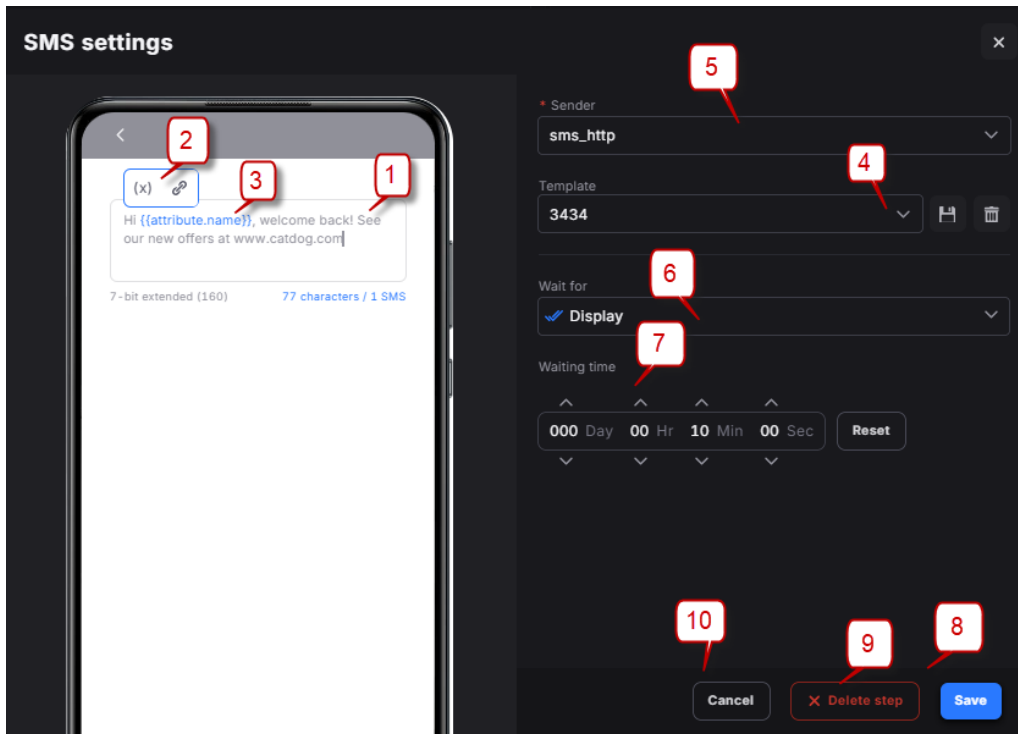 SMS settings
5
* Sender
sms_http
2
4
1
3
(x)
Template
3434
Hi {{attribute.name}}, welcome back! See
our new offers at www.catdog.com
6
Wait for
7-bit extended (160) 77 characters / 1 SMS
Display
7
Waiting time
000 Day 00 Hr 10 Min 00 Sec Reset
10
9
8
Cancel Delete step Save